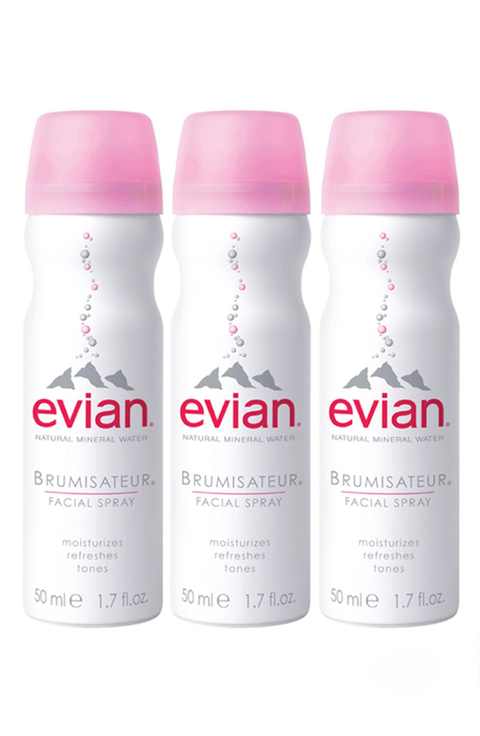 evian®
NATURAL MINERAL WATER
BRUMISATEUR®
FACIAL SPRAY
moisturizes
refreshes
tones
50 ml e 1.7 fl.oz.
evian®
NATURAL MINERAL WATER
BRUMISATEUR®
FACIAL SPRAY
moisturizes
refreshes
tones
50 ml e 1.7 fl.oz.
evian®
NATURAL MINERAL WATER
BRUMISATEUR®
FACIAL SPRAY
moisturizes
refreshes
tones
50 ml e 1.7 fl.oz.